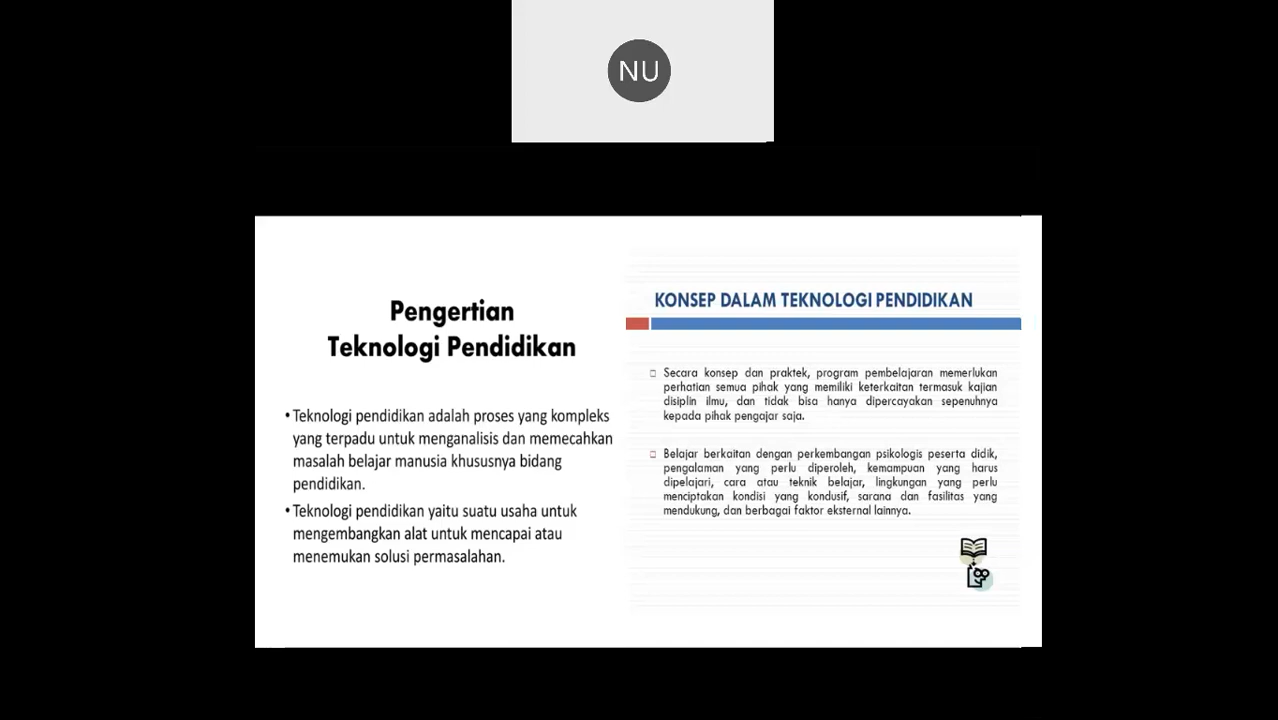 NU
Pengertian
Teknologi Pendidikan
• Teknologi pendidikan adalah proses yang kompleks
yang terpadu untuk menganalisis dan memecahkan
masalah belajar manusia khususnya bidang
pendidikan.
• Teknologi pendidikan yaitu suatu usaha untuk
mengembangkan alat untuk mencapai atau
menemukan solusi permasalahan.
KONSEP DALAM TEKNOLOGI PENDIDIKAN
Secara konsep dan praktek, program pembelajaran memerlukan
perhatian semua pihak yang memiliki keterkaitan termasuk kajian
disiplin ilmu, dan tidak bisa hanya dipercayakan sepenuhnya
kepada pihak pengajar saja.
Belajar berkaitan dengan perkembangan psikologis peserta didik,
pengalaman yang perlu diperoleh, kemampuan yang harus
dipelajari, cara atau teknik belajar, lingkungan yang perlu
menciptakan kondisi yang kondusif, sarana dan fasilitas yang
mendukung, dan berbagai faktor eksternal lainnya.